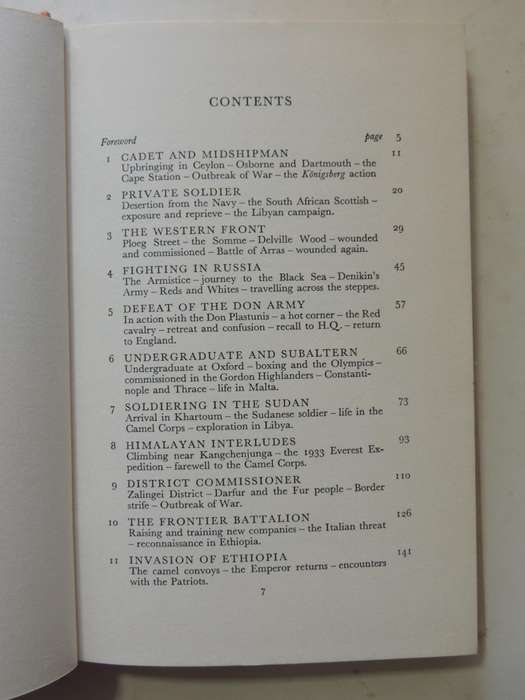 CONTENTS
Foreword page 5
1 CADET AND MIDSHIPMAN 11
Upbringing in Ceylon – Osborne and Dartmouth – the
Cape Station – Outbreak of War – the Königsberg action
2 PRIVATE SOLDIER 20
Desertion from the Navy – the South African Scottish –
exposure and reprieve – the Libyan campaign.
3 THE WESTERN FRONT 29
Ploeg Street – the Somme – Delville Wood – wounded
and commissioned – Battle of Arras – wounded again.
4 FIGHTING IN RUSSIA 45
The Armistice – journey to the Black Sea – Denikin's
Army – Reds and Whites – travelling across the steppes.
5 DEFEAT OF THE DON ARMY 57
In action with the Don Plastunis – a hot corner – the Red
cavalry – retreat and confusion – recall to H.Q. – return
to England.
6 UNDERGRADUATE AND SUBALTERN 66
Undergraduate at Oxford – boxing and the Olympics –
commissioned in the Gordon Highlanders – Constanti-
nople and Thrace – life in Malta.
7 SOLDIERING IN THE SUDAN 73
Arrival in Khartoum – the Sudanese soldier – life in the
Camel Corps – exploration in Libya.
8 HIMALAYAN INTERLUDES 93
Climbing near Kangchenjunga – the 1933 Everest Ex-
pedition – farewell to the Camel Corps.
9 DISTRICT COMMISSIONER 110
Zalingei District – Darfur and the Fur people – Border
strife – Outbreak of War.
10 THE FRONTIER BATTALION 126
Raising and training new companies – the Italian threat
– reconnaissance in Ethiopia.
11 INVASION OF ETHIOPIA 141
The camel convoys – the Emperor returns – encounters
with the Patriots.
7